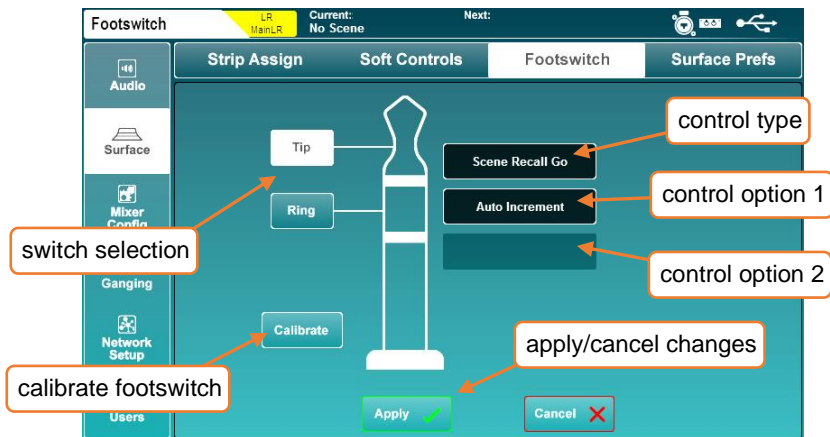 Footswitch
LR
MainLR
Current:
No Scene
Next:
Strip Assign
Soft Controls
Footswitch
Surface Prefs
Audio
Surface
Mixer
Config
Ganging
Network
Setup
Users
Tip
Ring
Scene Recall Go
Auto Increment
Calibrate
Apply
Cancel
control type
control option 1
control option 2
switch selection
apply/cancel changes
calibrate footswitch